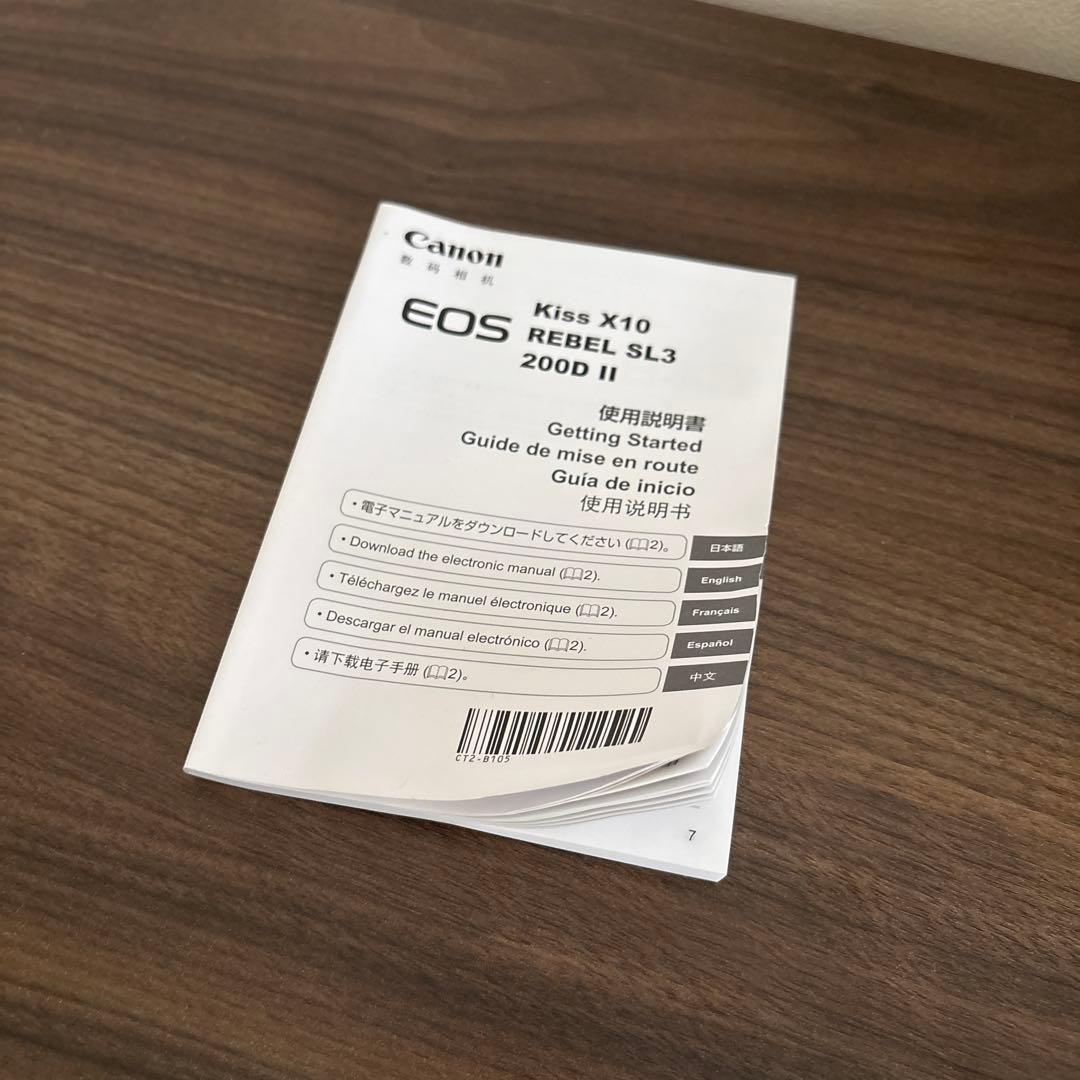 Canon
数码相机
EOS Kiss X10
REBEL SL3
200D II
使用説明書
Getting Started
Guide de mise en route
Guía de inicio
使用说明书
• 電子マニュアルをダウンロードしてください (📖2)。 日本語
• Download the electronic manual (📖2). English
• Téléchargez le manuel électronique (📖2). Français
• Descargar el manual electrónico (📖2). Español
• 请下载电子手册 (📖2)。 中文
CT2-B105
7